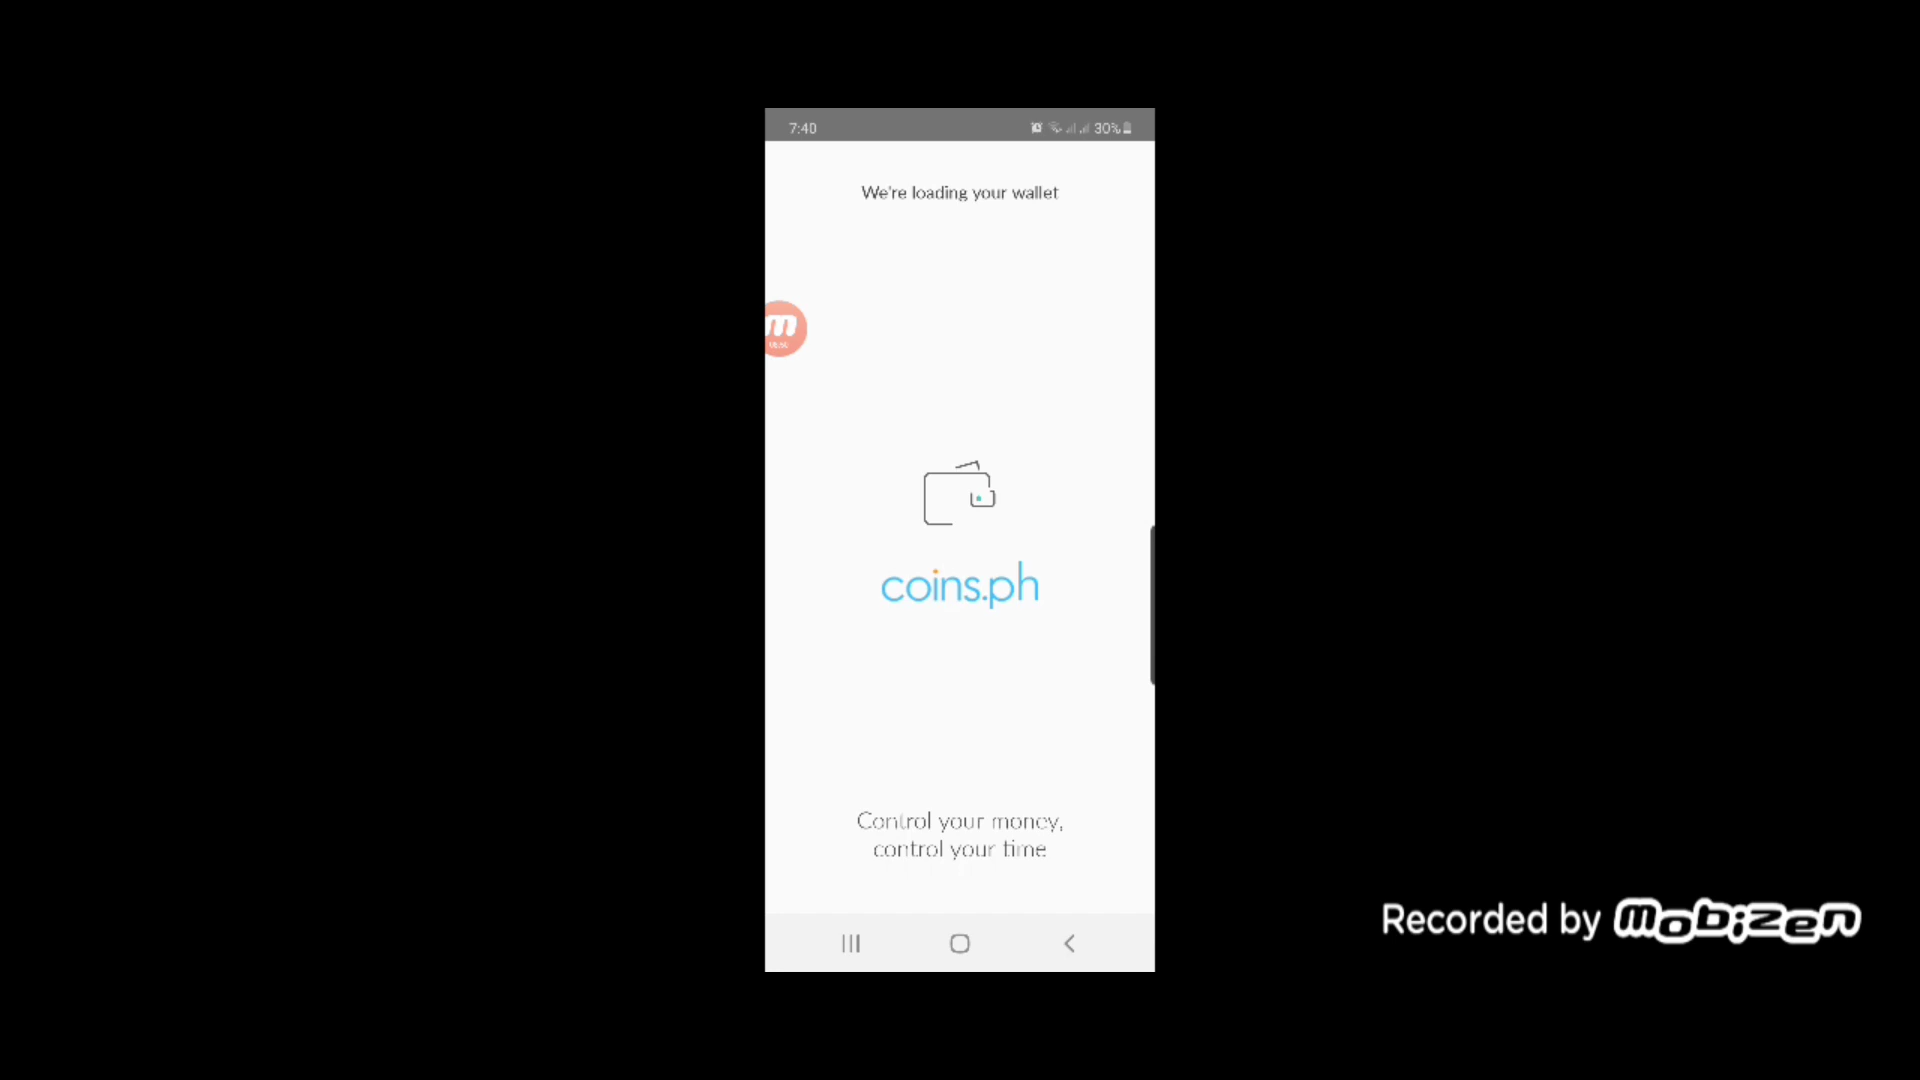 7:40
30%
We're loading your wallet
m
coins.ph
Control your money,
control your time
Recorded by mobizen